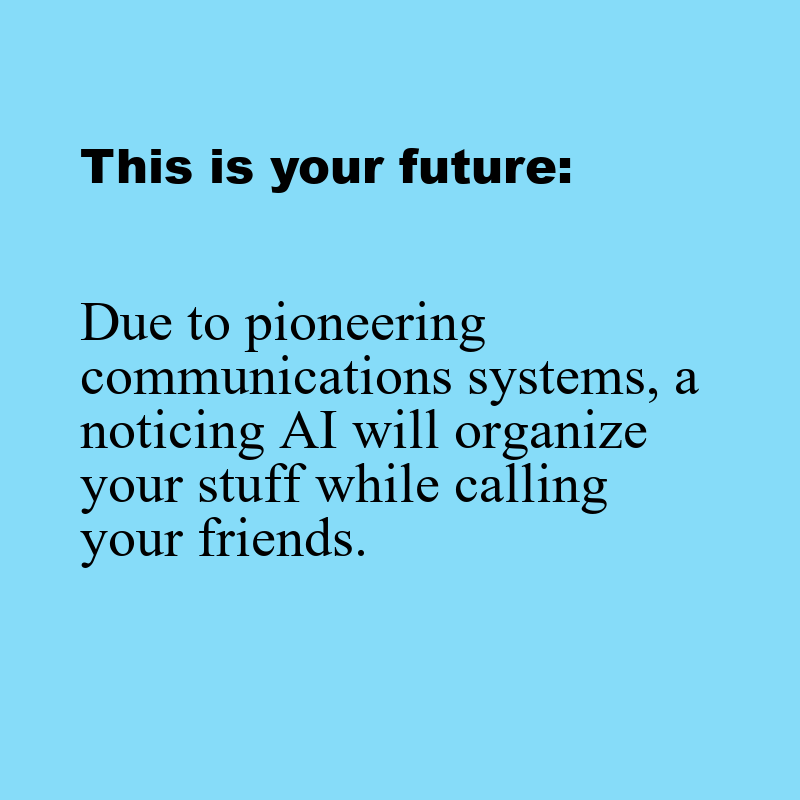 This is your future:
Due to pioneering
communications systems, a
noticing AI will organize
your stuff while calling
your friends.